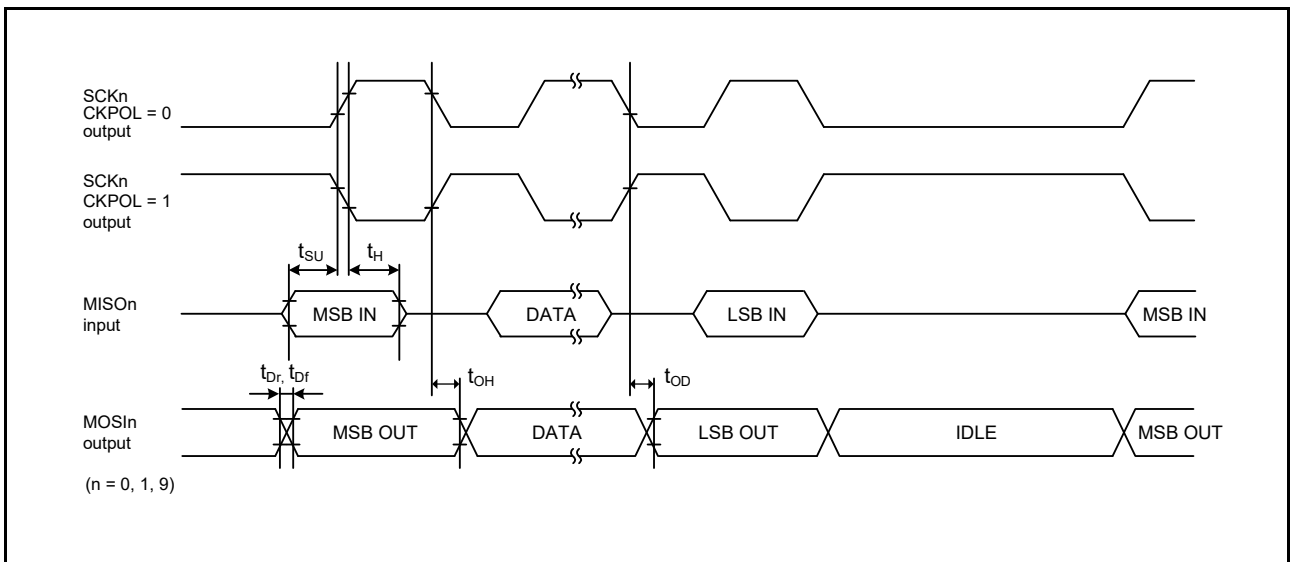 SCKn
CKPOL = 0
output
SCKn
CKPOL = 1
output
tSU
tH
MISOn
input
MSB IN
DATA
LSB IN
MSB IN
tDr, tDf
tOH
tOD
MOSIn
output
MSB OUT
DATA
LSB OUT
IDLE
MSB OUT
(n = 0, 1, 9)